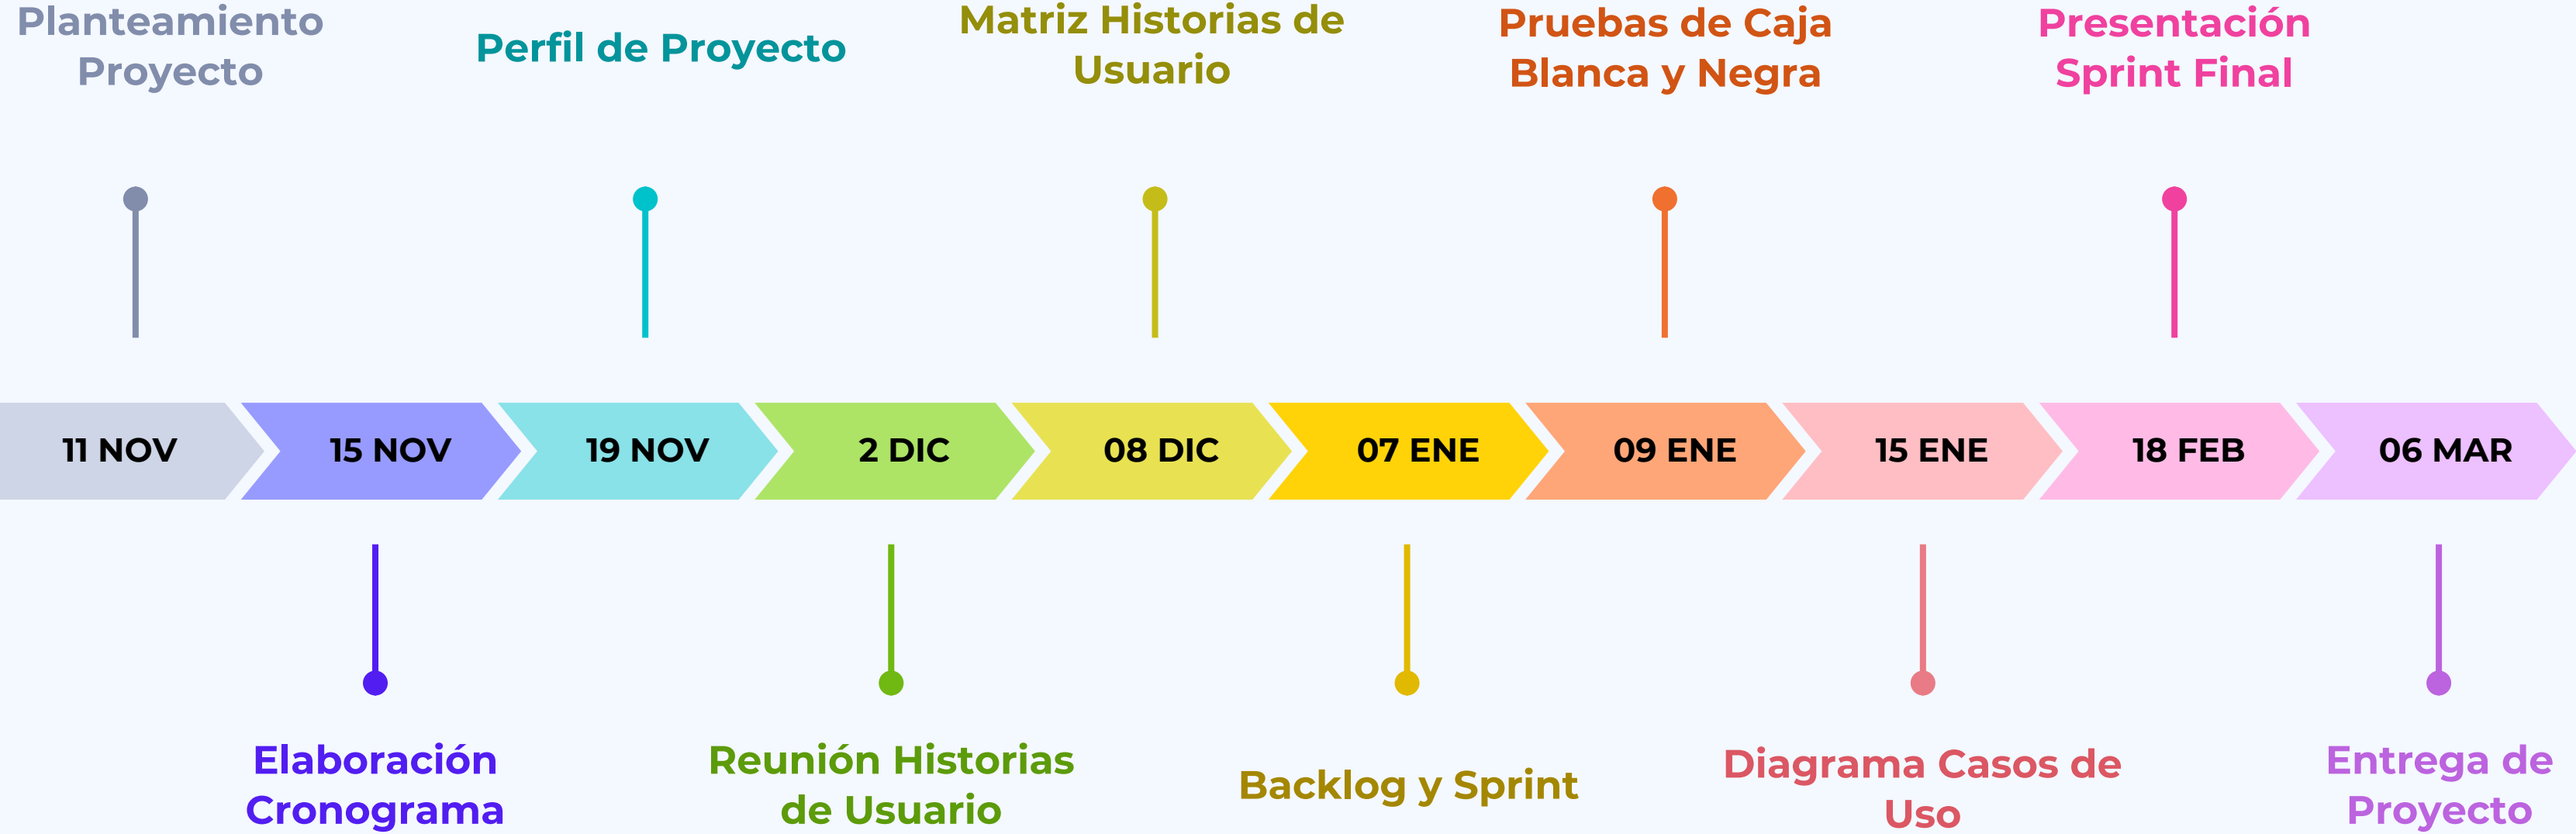 Planteamiento
Proyecto
Perfil de Proyecto
Matriz Historias de
Usuario
Pruebas de Caja
Blanca y Negra
Presentación
Sprint Final
11 NOV
15 NOV
19 NOV
2 DIC
08 DIC
07 ENE
09 ENE
15 ENE
18 FEB
06 MAR
Elaboración
Cronograma
Reunión Historias
de Usuario
Backlog y Sprint
Diagrama Casos de
Uso
Entrega de
Proyecto